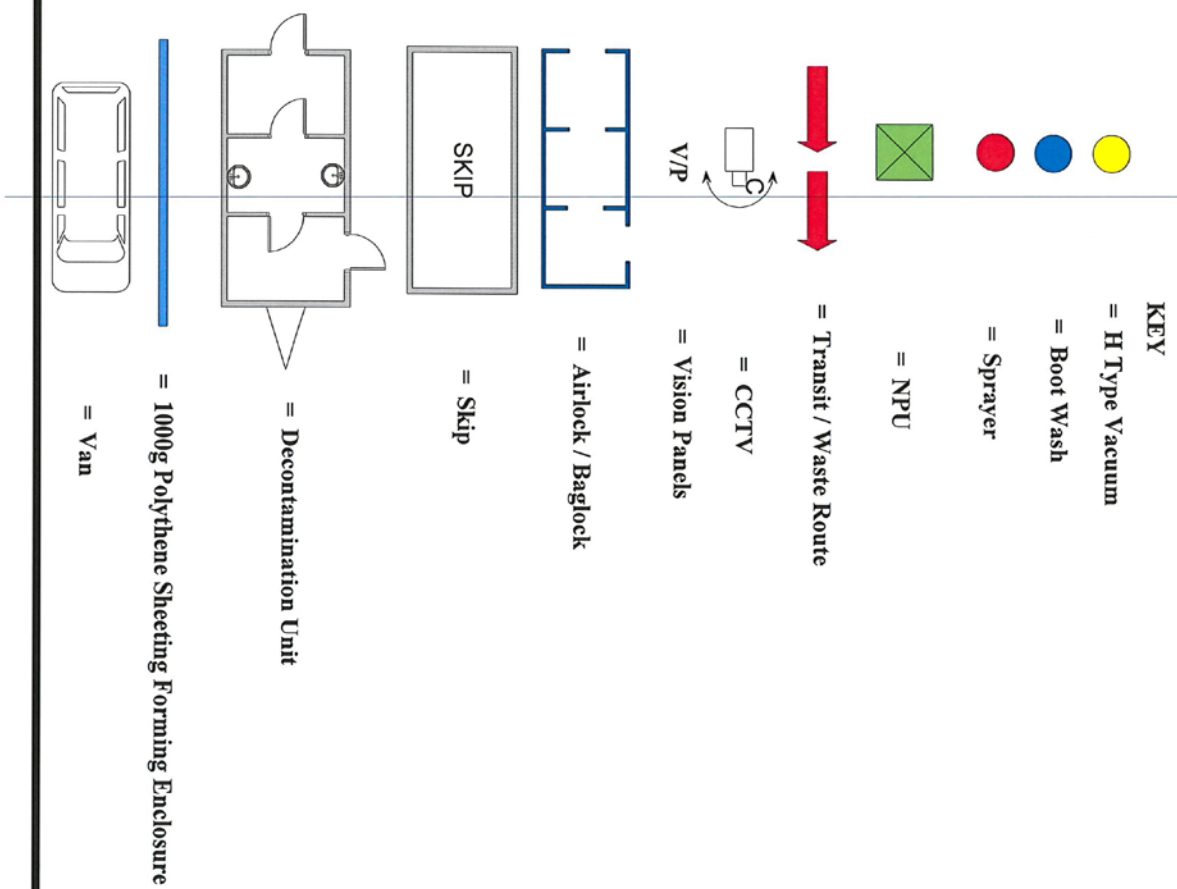 KEY
= H Type Vacuum
= Boot Wash
= Sprayer
= NPU
= Transit / Waste Route
C
= CCTV
V/P
= Vision Panels
= Airlock / Baglock
SKIP
= Skip
= Decontamination Unit
= 1000g Polythene Sheeting Forming Enclosure
= Van